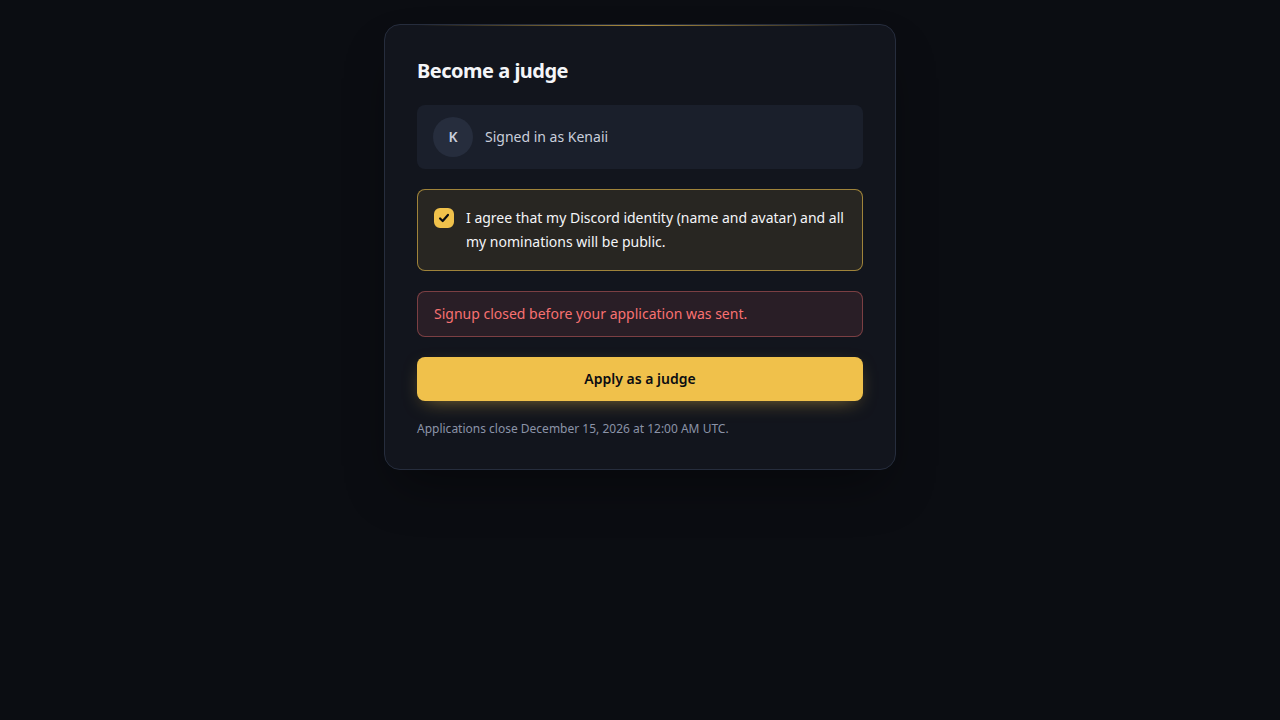 Become a judge
K
Signed in as Kenaii
I agree that my Discord identity (name and avatar) and all
my nominations will be public.
Signup closed before your application was sent.
Apply as a judge
Applications close December 15, 2026 at 12:00 AM UTC.